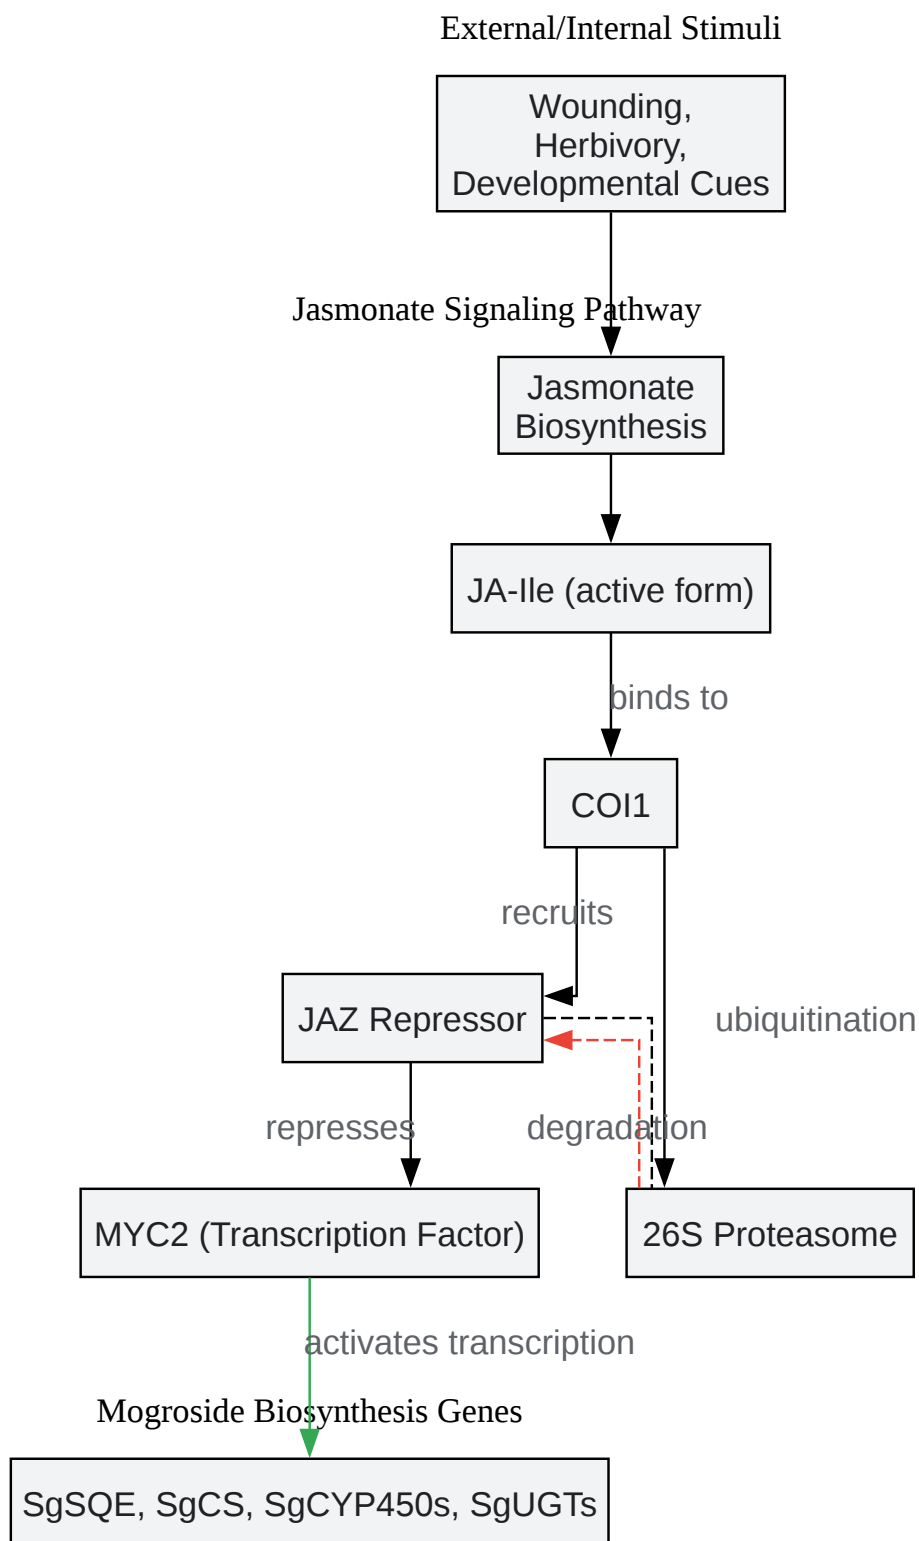 External/Internal Stimuli
Wounding,
Herbivory,
Developmental Cues
Jasmonate Signaling Pathway
Jasmonate
Biosynthesis
JA-Ile (active form)
binds to
COI1
recruits
JAZ Repressor
ubiquitination
represses
degradation
MYC2 (Transcription Factor)
26S Proteasome
activates transcription
Mogroside Biosynthesis Genes
SgSQE, SgCS, SgCYP450s, SgUGTs